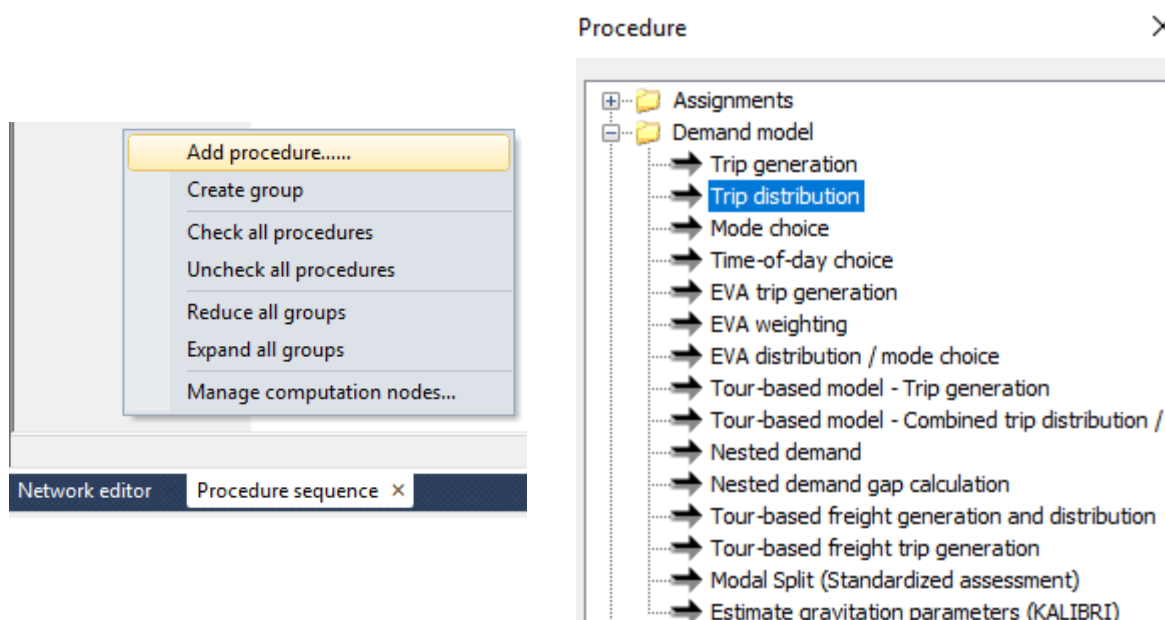 Add procedure......
Create group
Check all procedures
Uncheck all procedures
Reduce all groups
Expand all groups
Manage computation nodes...
Network editor
Procedure sequence
Procedure
Assignments
Demand model
Trip generation
Trip distribution
Mode choice
Time-of-day choice
EVA trip generation
EVA weighting
EVA distribution / mode choice
Tour-based model - Trip generation
Tour-based model - Combined trip distribution /
Nested demand
Nested demand gap calculation
Tour-based freight generation and distribution
Tour-based freight trip generation
Modal Split (Standardized assessment)
Estimate gravitation parameters (KALIBRI)